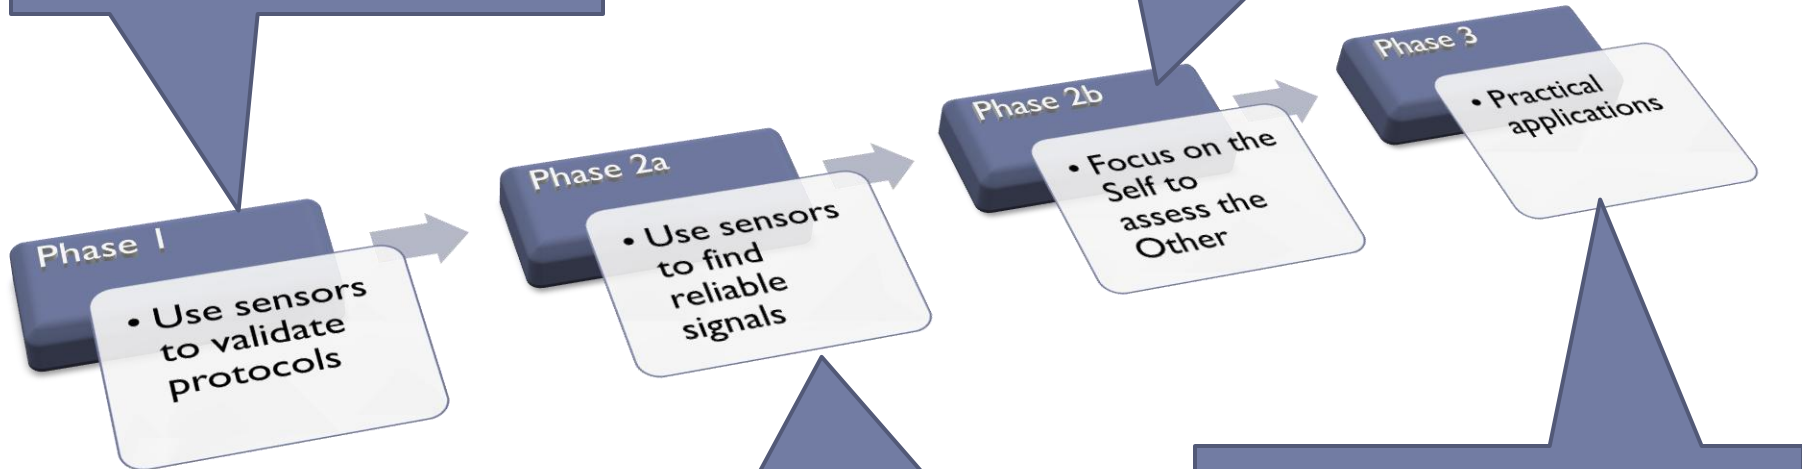 Phase 1
• Use sensors
to validate
protocols
Phase 2a
• Use sensors
to find
reliable
signals
Phase 2b
• Focus on the
Self to
assess the
Other
Phase 3
• Practical
applications